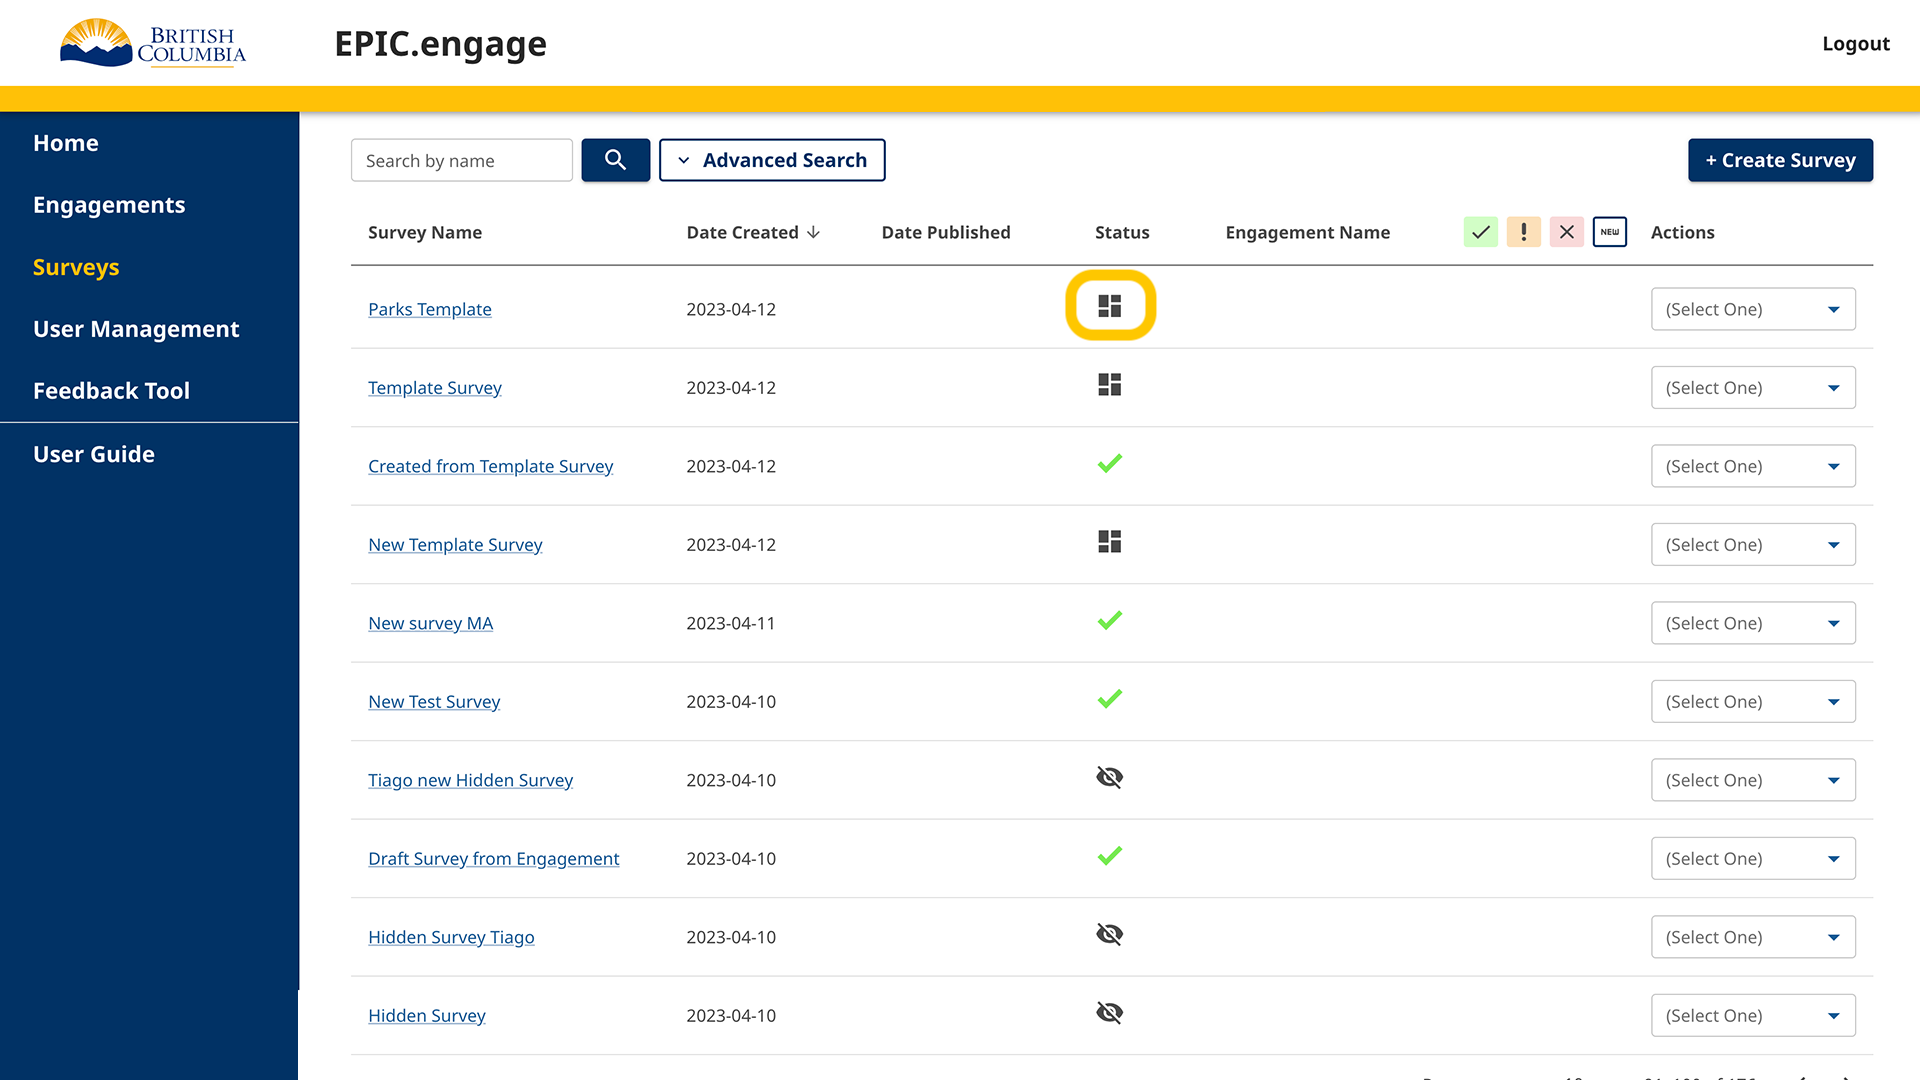 BRITISH
COLUMBIA
EPIC.engage
Logout
Home
Engagements
Surveys
User Management
Feedback Tool
User Guide
Search by name
Advanced Search
+ Create Survey
Survey Name Date Created Date Published Status Engagement Name NEW Actions
Parks Template 2023-04-12 (Select One)
Template Survey 2023-04-12 (Select One)
Created from Template Survey 2023-04-12 (Select One)
New Template Survey 2023-04-12 (Select One)
New survey MA 2023-04-11 (Select One)
New Test Survey 2023-04-10 (Select One)
Tiago new Hidden Survey 2023-04-10 (Select One)
Draft Survey from Engagement 2023-04-10 (Select One)
Hidden Survey Tiago 2023-04-10 (Select One)
Hidden Survey 2023-04-10 (Select One)